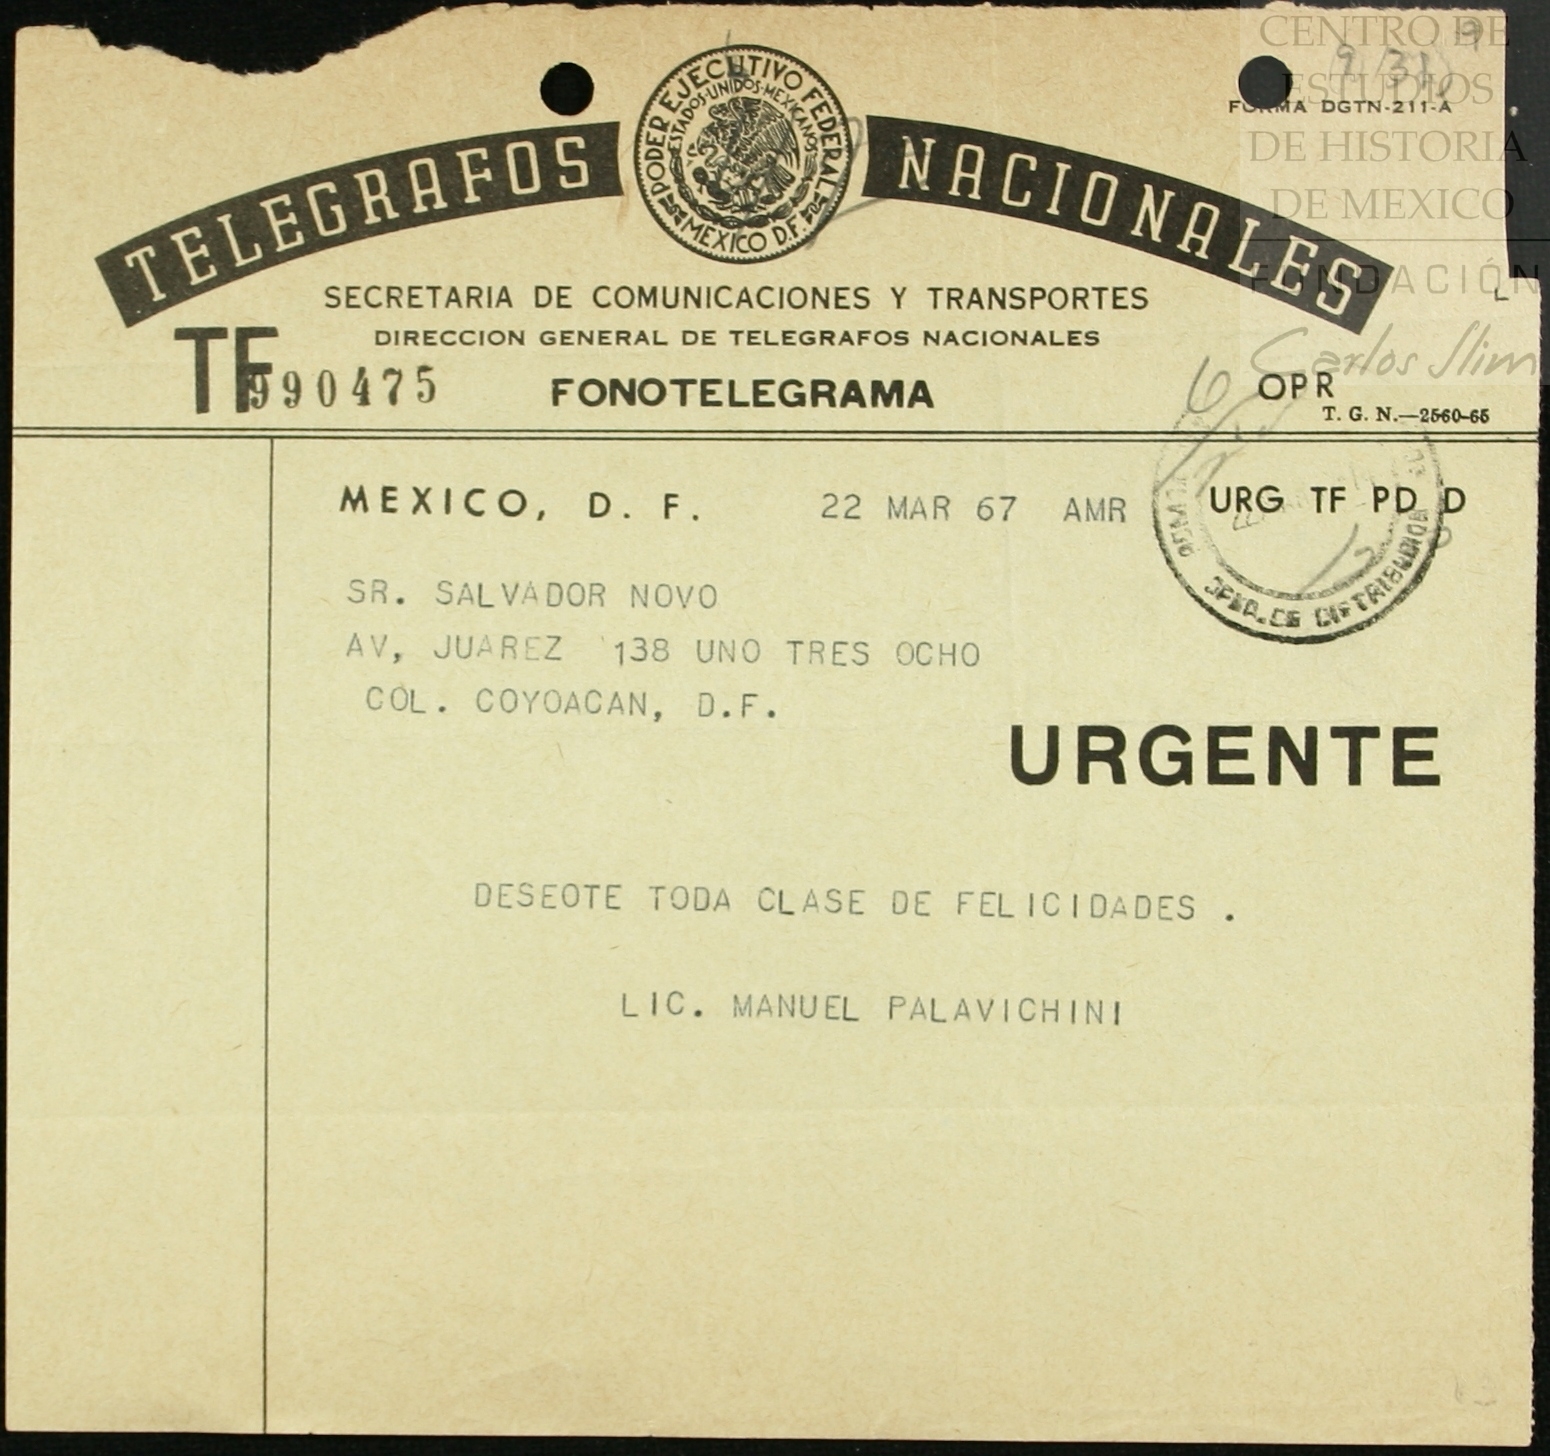 CENTRO DE
ESTUDIOS
DE HISTORIA
DE MEXICO
FUNDACIÓN
Carlos Slim
FORMA DGTN-211-A
TELEGRAFOS NACIONALES
PODER EJECUTIVO FEDERAL
ESTADOS·UNIDOS·MEXICANOS
MEXICO D.F.
SECRETARIA DE COMUNICACIONES Y TRANSPORTES
DIRECCION GENERAL DE TELEGRAFOS NACIONALES
TF 990475 FONOTELEGRAMA OPR
T. G. N.—2560-65
MEXICO, D. F. 22 MAR 67 AMR URG TF PD D
DE DISTRIBUCION
SR. SALVADOR NOVO
AV, JUAREZ 138 UNO TRES OCHO
COL. COYOACAN, D.F.
URGENTE
DESEOTE TODA CLASE DE FELICIDADES .
LIC. MANUEL PALAVICHINI